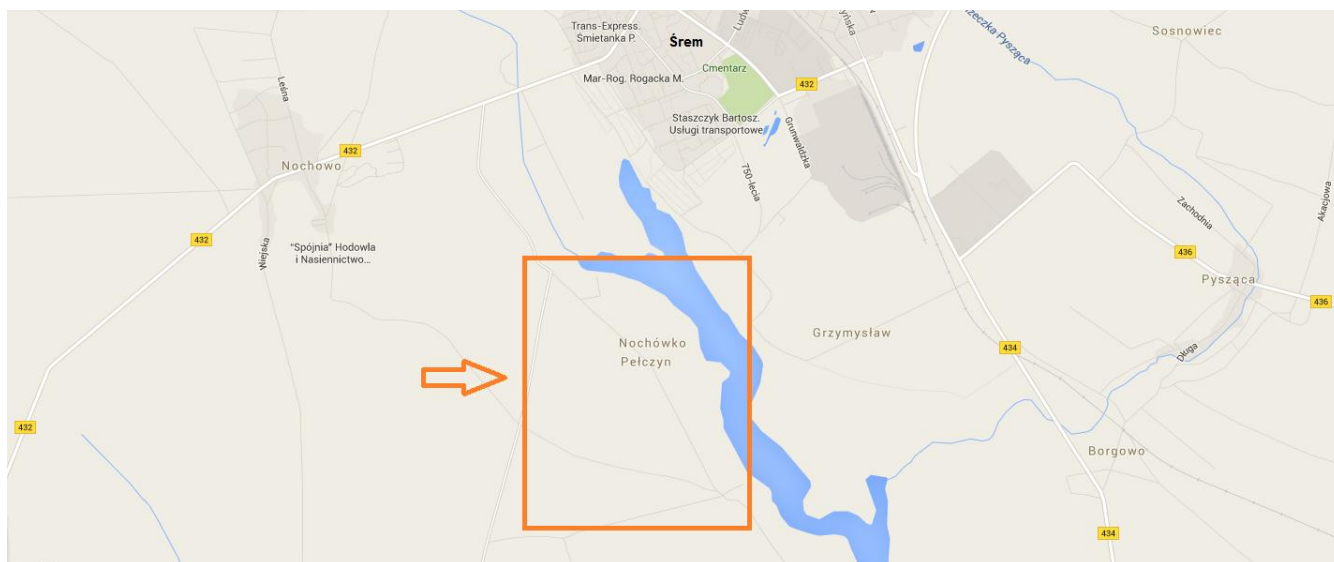 Trans-Express.
Śmietanka P.
Śrem
Sosnowiec
Cmentarz
Mar-Rog. Rogacka M.
432
Leśna
Staszczyk Bartosz.
Usługi transportowe
Grunwaldzka
432
Nochowo
750-lecia
Akacjowa
Zachodnia
432
Wiejska
"Spójnia" Hodowla
i Nasiennictwo...
436
Pysząca
436
Nochówko
Pełczyn
Grzymysław
434
Długa
432
Borgowo
434